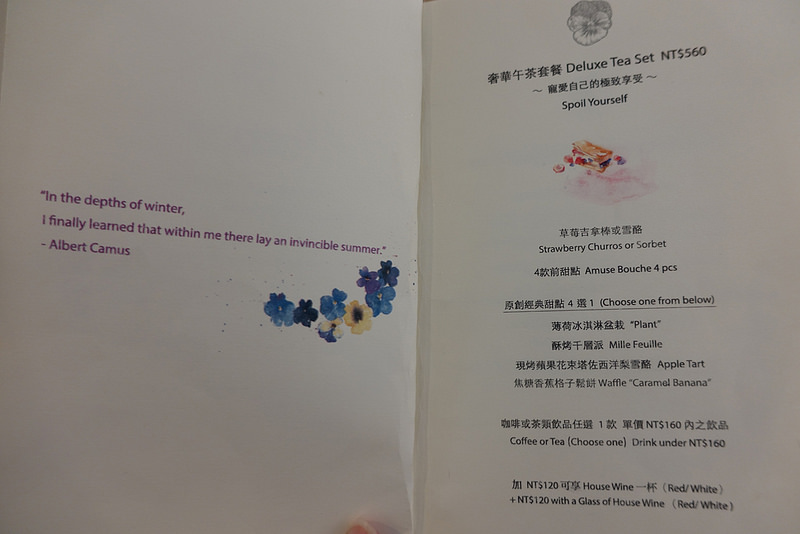 “In the depths of winter,
I finally learned that within me there lay an invincible summer.”
- Albert Camus
奢華午茶套餐 Deluxe Tea Set NT$560
～ 寵愛自己的極致享受 ～
Spoil Yourself
草莓吉拿棒或雪酪
Strawberry Churros or Sorbet
4款前甜點 Amuse Bouche 4 pcs
原創經典甜點 4 選 1 (Choose one from below)
薄荷冰淇淋盆栽 “Plant”
酥烤千層派 Mille Feuille
現烤蘋果花束塔佐西洋梨雪酪 Apple Tart
焦糖香蕉格子鬆餅 Waffle “Caramel Banana”
咖啡或茶類飲品任選 1 款 單價 NT$160 內之飲品
Coffee or Tea (Choose one) Drink under NT$160
加 NT$120 可享 House Wine 一杯（Red/ White）
+ NT$120 with a Glass of House Wine （Red/ White）